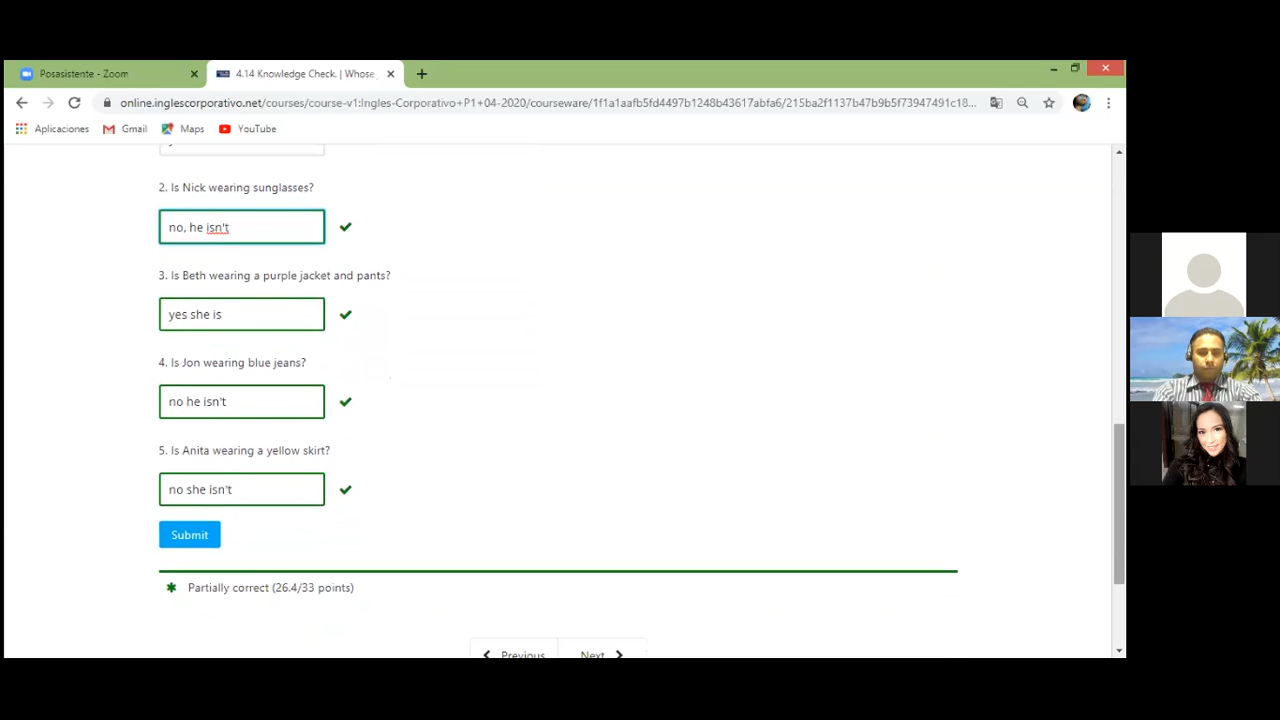 Posasistente - Zoom
4.14 Knowledge Check. | Whose
online.inglescorporativo.net/courses/course-v1:Ingles-Corporativo+P1+04-2020/courseware/1f1a1aafb5fd4497b1248b43617abfa6/215ba2f1137b47b9b5f73947491c18...
Aplicaciones
Gmail
Maps
YouTube
2. Is Nick wearing sunglasses?
no, he isn't
3. Is Beth wearing a purple jacket and pants?
yes she is
4. Is Jon wearing blue jeans?
no he isn't
5. Is Anita wearing a yellow skirt?
no she isn't
Submit
Partially correct (26.4/33 points)
Previous
Next